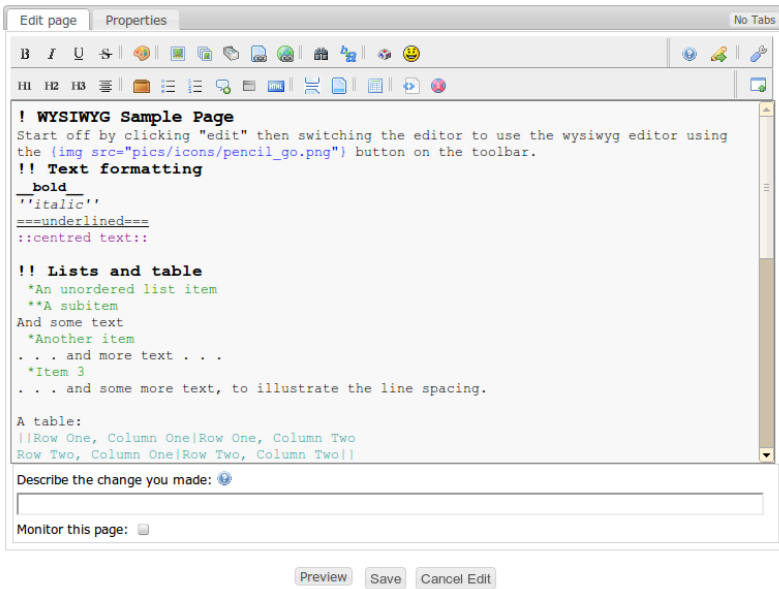 Edit page Properties No Tabs
B I U S
H1 H2 H3 HTML
! WYSIWYG Sample Page
Start off by clicking "edit" then switching the editor to use the wysiwyg editor using
the {img src="pics/icons/pencil_go.png"} button on the toolbar.
!! Text formatting
__bold__
''italic''
===underlined===
::centred text::
!! Lists and table
*An unordered list item
**A subitem
And some text
*Another item
. . . and more text . . .
*Item 3
. . . and some more text, to illustrate the line spacing.
A table:
||Row One, Column One|Row One, Column Two
Row Two, Column One|Row Two, Column Two||
Describe the change you made:
Monitor this page:
Preview Save Cancel Edit